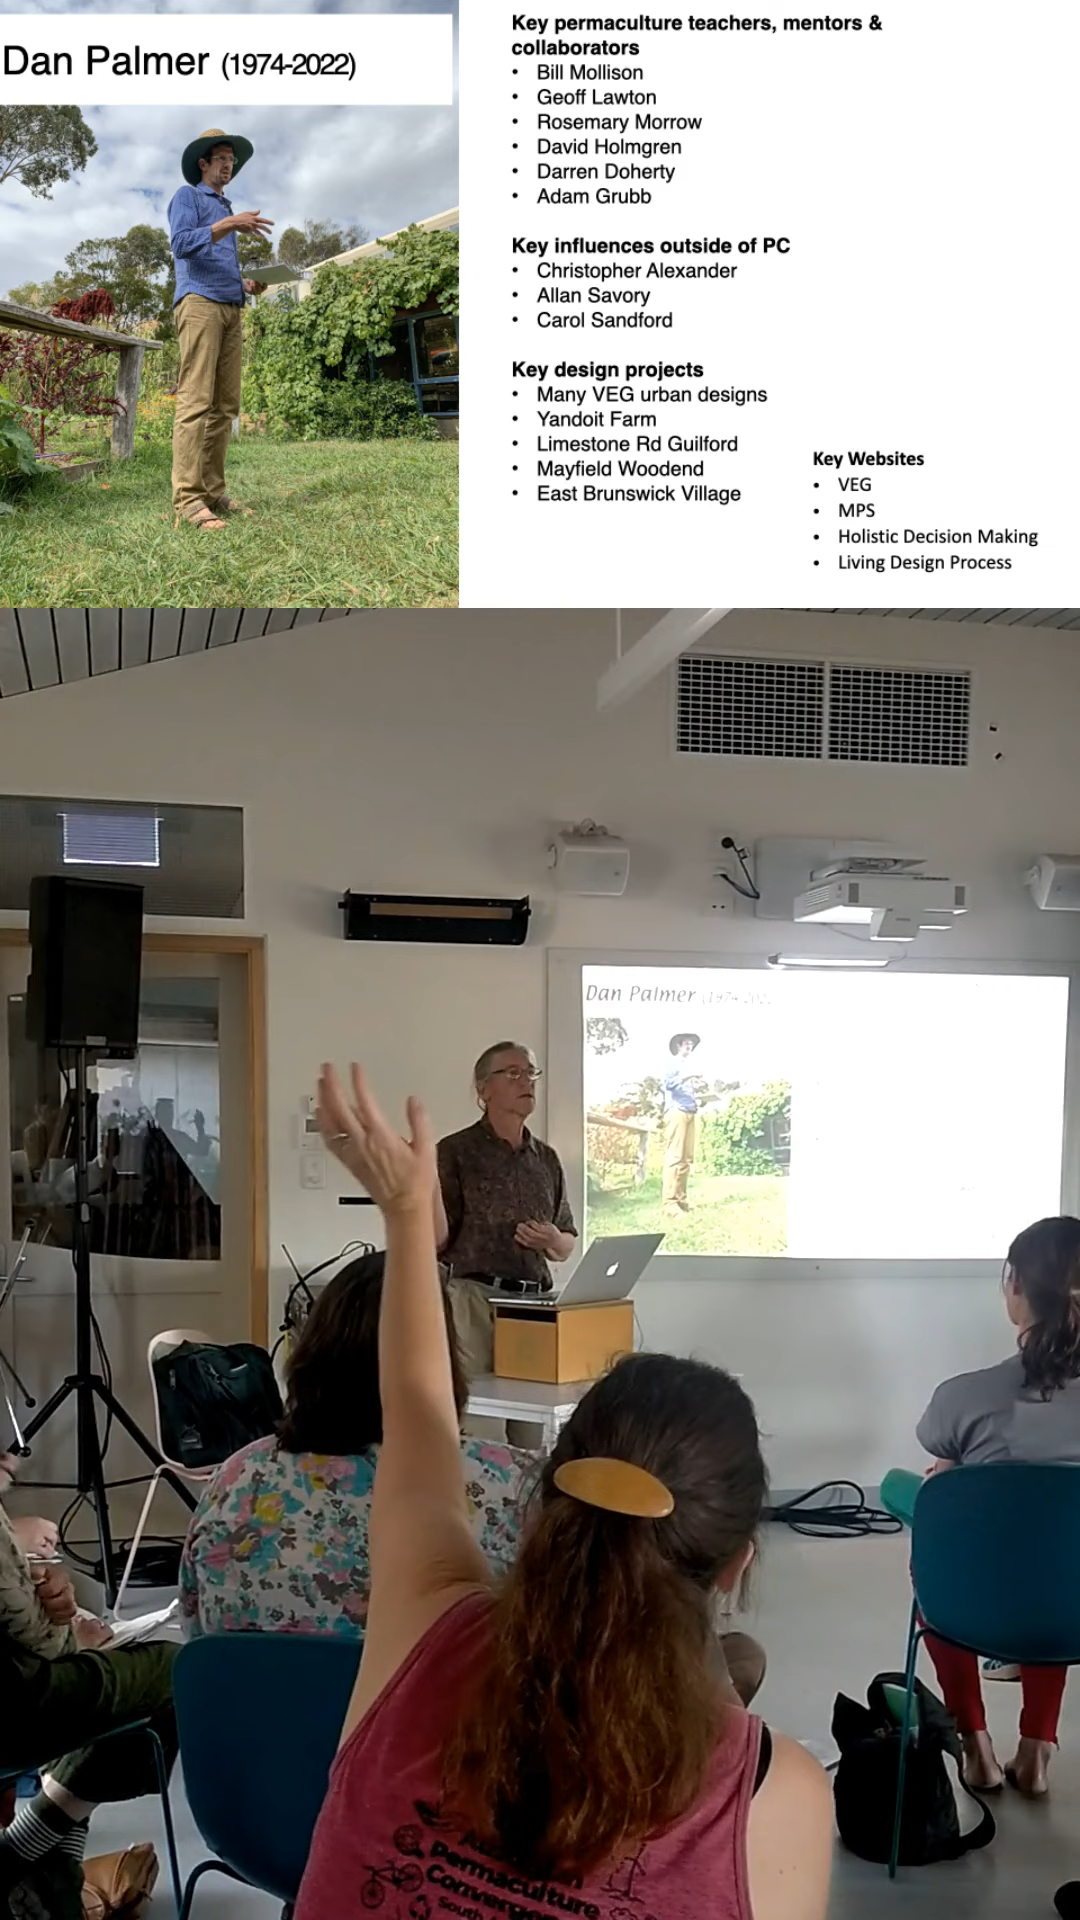 Dan Palmer (1974-2022)
Key permaculture teachers, mentors &
collaborators
• Bill Mollison
• Geoff Lawton
• Rosemary Morrow
• David Holmgren
• Darren Doherty
• Adam Grubb
Key influences outside of PC
• Christopher Alexander
• Allan Savory
• Carol Sandford
Key design projects
• Many VEG urban designs
• Yandoit Farm
• Limestone Rd Guilford
• Mayfield Woodend
• East Brunswick Village
Key Websites
• VEG
• MPS
• Holistic Decision Making
• Living Design Process
Dan Palmer
Permaculture
South